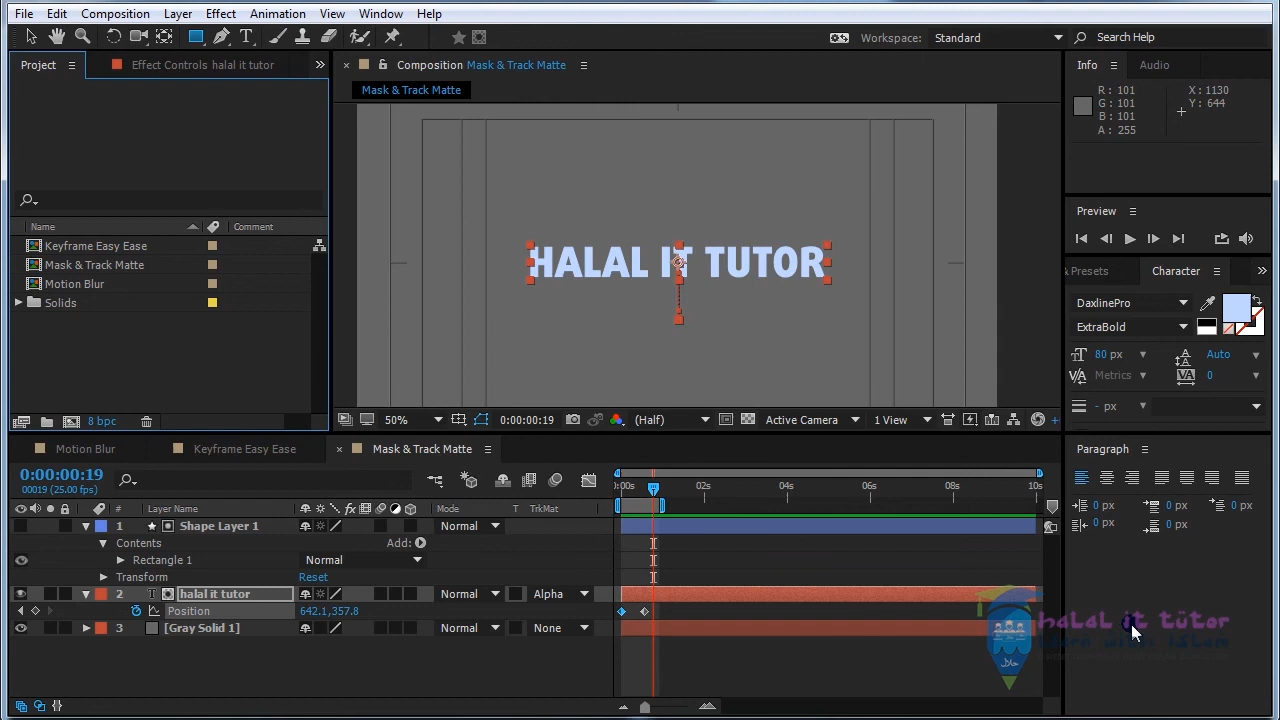 File Edit Composition Layer Effect Animation View Window Help
Workspace: Standard Search Help
Project Effect Controls halal it tutor
Composition Mask & Track Matte
Info Audio
Mask & Track Matte
R : 101 X : 1130
G : 101 Y : 644
B : 101
A : 255
Name Comment
Keyframe Easy Ease
Mask & Track Matte
Motion Blur
Solids
8 bpc
HALAL IT TUTOR
50% 0:00:00:19 (Half) Active Camera 1 View
Preview
& Presets Character
DaxlinePro
ExtraBold
80 px Auto
Metrics 0
- px
Motion Blur Keyframe Easy Ease Mask & Track Matte
Paragraph
0 px 0 px 0 px
0 px 0 px
0:00:00:19
00019 (25.00 fps)
:00s 02s 04s 06s 08s 10s
# Layer Name Mode T TrkMat
1 Shape Layer 1 Normal
Contents Add:
Rectangle 1 Normal
Transform Reset
2 halal it tutor Normal Alpha
Position 642.1,357.8
3 [Gray Solid 1] Normal None
halal it tutor
learn with islam
حلال